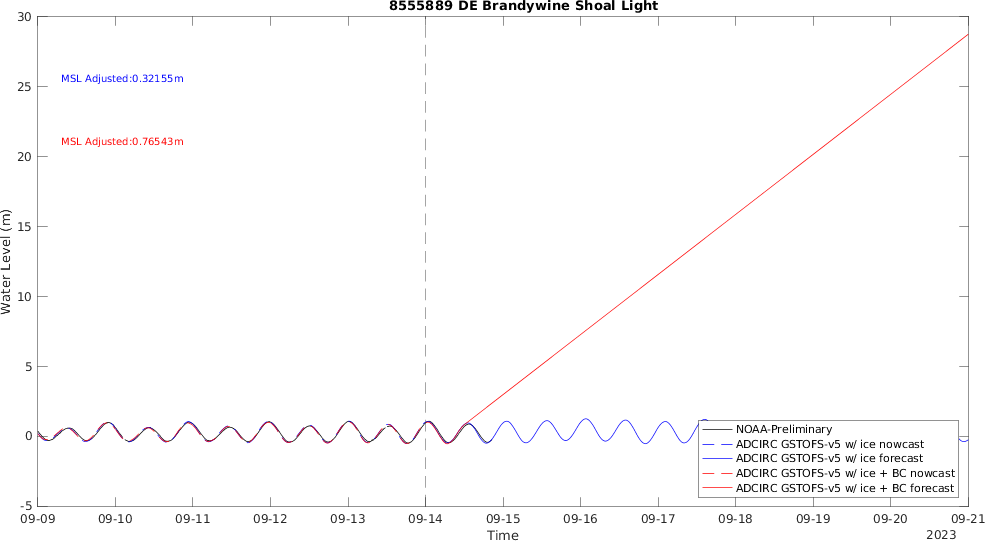 8555889 DE Brandywine Shoal Light
30
25
20
15
10
5
0
-5
Water Level (m)
MSL Adjusted:0.32155m
MSL Adjusted:0.76543m
NOAA-Preliminary
ADCIRC GSTOFS-v5 w/ ice nowcast
ADCIRC GSTOFS-v5 w/ ice forecast
ADCIRC GSTOFS-v5 w/ ice + BC nowcast
ADCIRC GSTOFS-v5 w/ ice + BC forecast
09-09 09-10 09-11 09-12 09-13 09-14 09-15 09-16 09-17 09-18 09-19 09-20 09-21
Time
2023